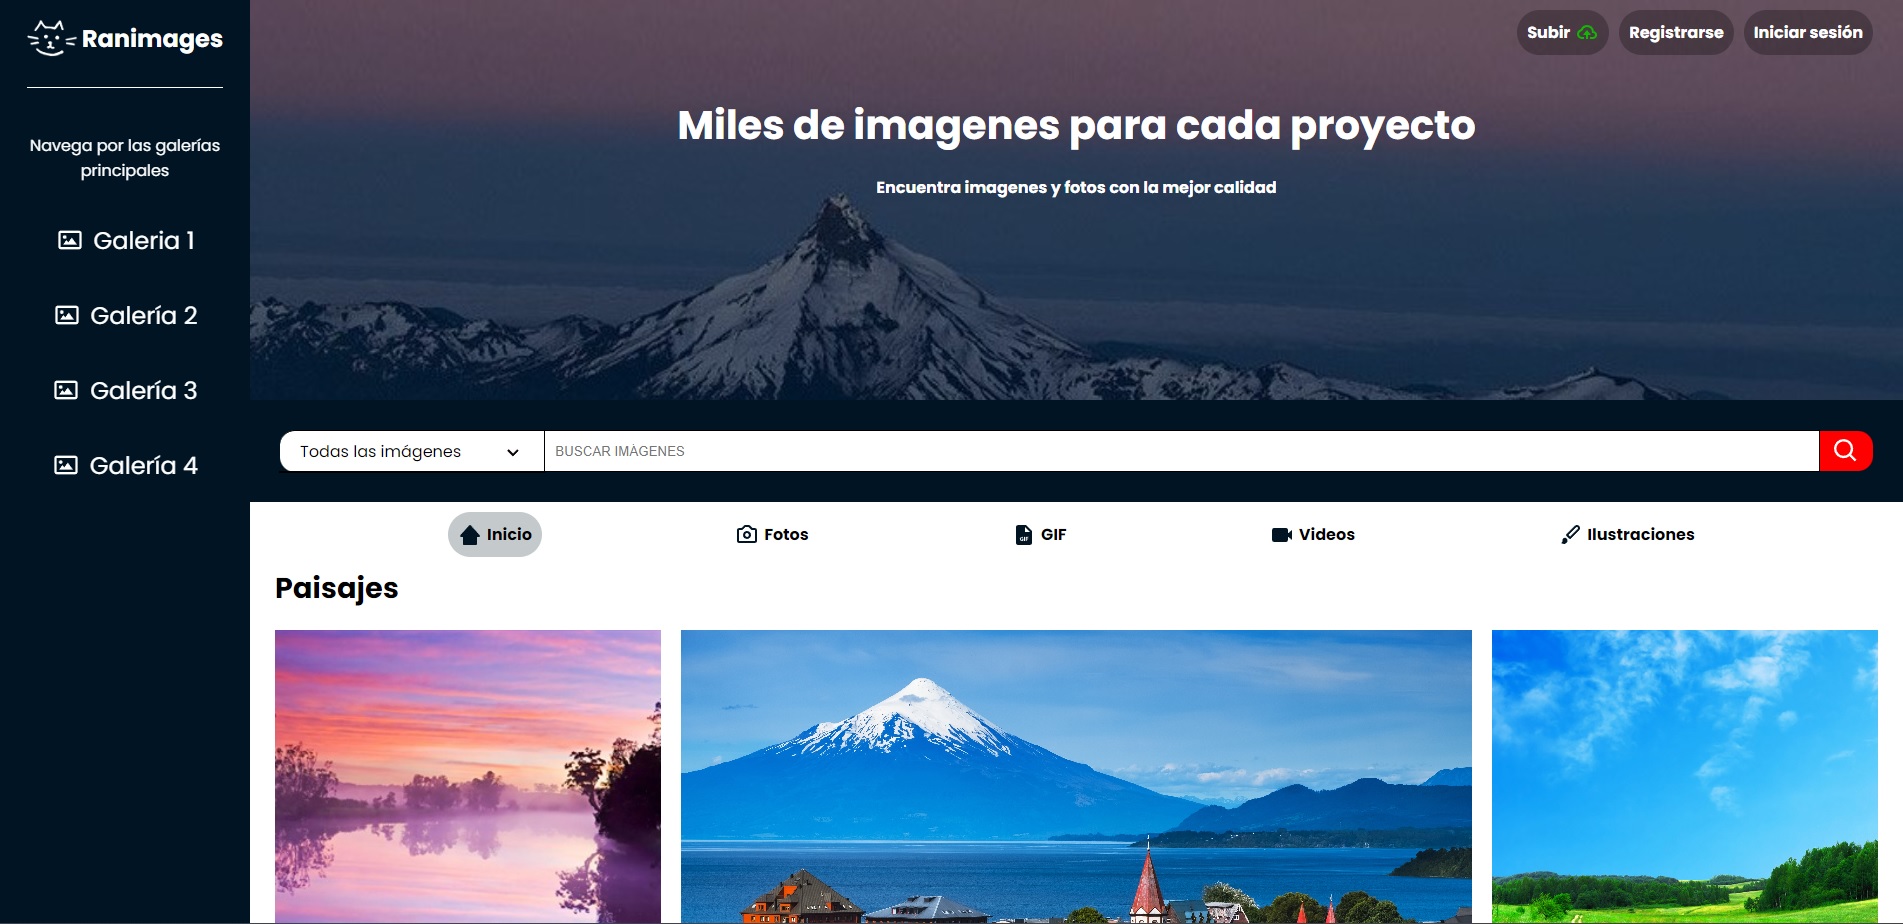 Ranimages
Navega por las galerías
principales
Galeria 1
Galería 2
Galería 3
Galería 4
Subir
Registrarse
Iniciar sesión
Miles de imagenes para cada proyecto
Encuentra imagenes y fotos con la mejor calidad
Todas las imágenes
BUSCAR IMÁGENES
Inicio
Fotos
GIF
GIF
Videos
Ilustraciones
Paisajes